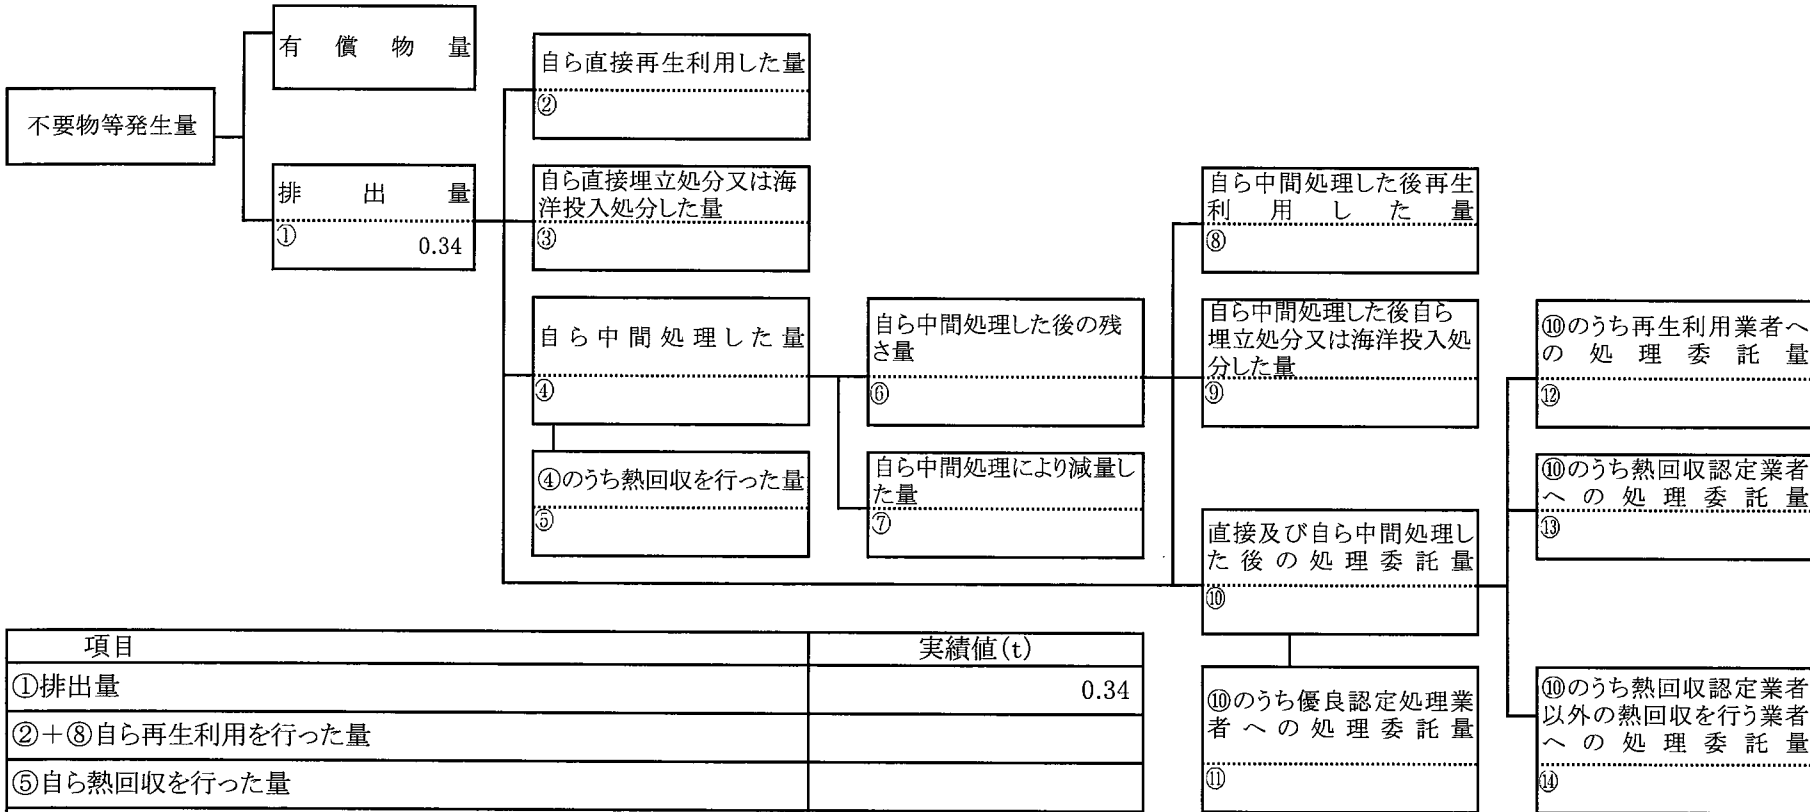 不要物等発生量
有償物量
排出量
①
0.34
自ら直接再生利用した量
②
自ら直接埋立処分又は海
洋投入処分した量
③
自ら中間処理した量
④
④のうち熱回収を行った量
⑤
自ら中間処理した後の残
さ量
⑥
自ら中間処理により減量し
た量
⑦
自ら中間処理した後再生
利用した量
⑧
自ら中間処理した後自ら
埋立処分又は海洋投入処
分した量
⑨
直接及び自ら中間処理し
た後の処理委託量
⑩
⑩のうち優良認定処理業
者への処理委託量
⑪
⑩のうち再生利用業者へ
の処理委託量
⑫
⑩のうち熱回収認定業者
への処理委託量
⑬
⑩のうち熱回収認定業者
以外の熱回収を行う業者
への処理委託量
⑭
項目 実績値(t)
①排出量 0.34
②+⑧自ら再生利用を行った量
⑤自ら熱回収を行った量